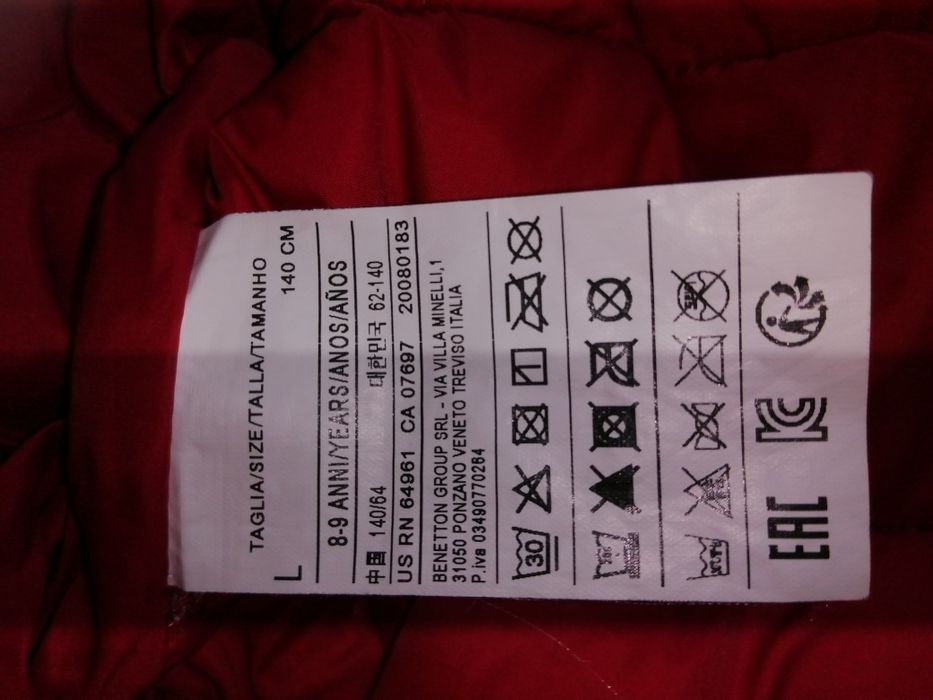 TAGLIA/SIZE/TALLA/TAMANHO
L 140 CM
8-9 ANNI/YEARS/ANOS/AÑOS
中国 140/64 대한민국 62-140
US RN 64961 CA 07697 20080183
BENETTON GROUP SRL - VIA VILLA MINELLI,1
31050 PONZANO VENETO TREVISO ITALIA
P.iva 03490770264
30
EAC